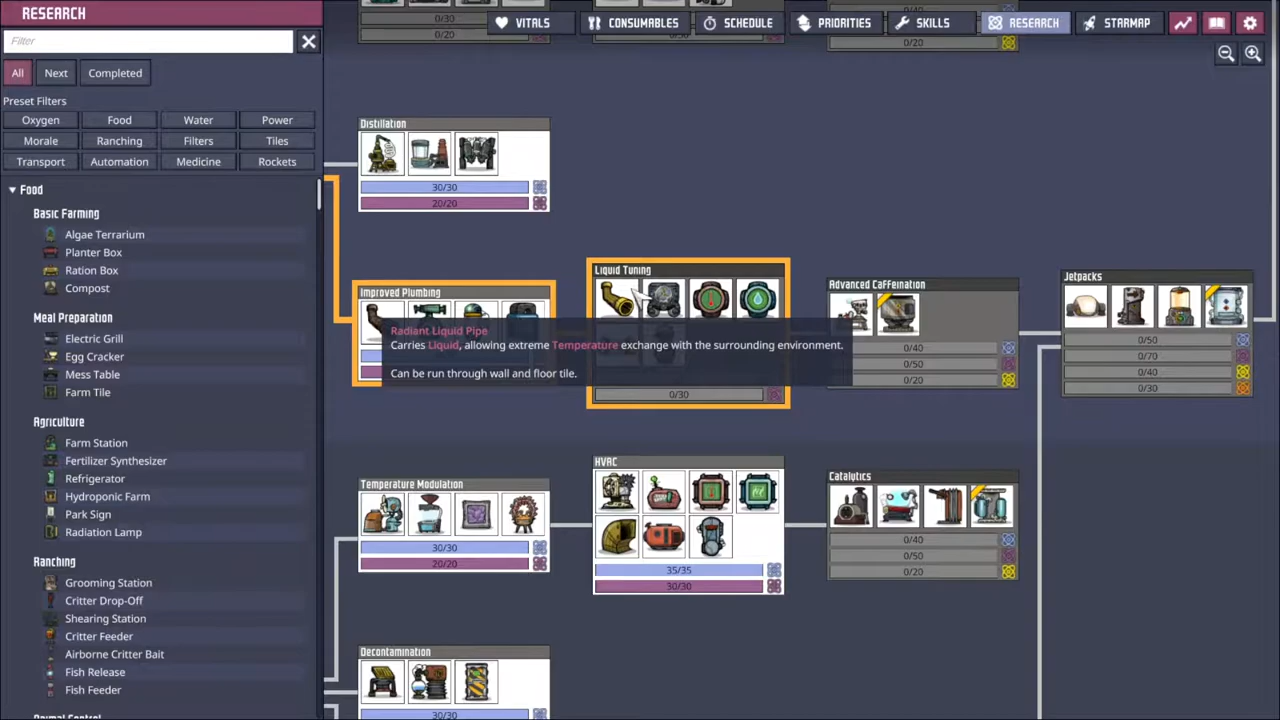 RESEARCH
VITALS
CONSUMABLES
SCHEDULE
PRIORITIES
SKILLS
RESEARCH
STARMAP
Filter
All
Next
Completed
Preset Filters
Oxygen
Food
Water
Power
Morale
Ranching
Filters
Tiles
Transport
Automation
Medicine
Rockets
Food
Basic Farming
Algae Terrarium
Planter Box
Ration Box
Compost
Meal Preparation
Electric Grill
Egg Cracker
Mess Table
Farm Tile
Agriculture
Farm Station
Fertilizer Synthesizer
Refrigerator
Hydroponic Farm
Park Sign
Radiation Lamp
Ranching
Grooming Station
Critter Drop-Off
Shearing Station
Critter Feeder
Airborne Critter Bait
Fish Release
Fish Feeder
0/30
0/20
0/20
Distillation
30/30
20/20
Improved Plumbing
Liquid Tuning
0/30
Radiant Liquid Pipe
Carries Liquid, allowing extreme Temperature exchange with the surrounding environment.
Can be run through wall and floor tile.
Advanced Caffeination
0/40
0/50
0/20
Jetpacks
0/50
0/70
0/40
0/30
Temperature Modulation
30/30
20/20
HVAC
35/35
30/30
Catalytics
0/40
0/50
0/20
Decontamination
30/30